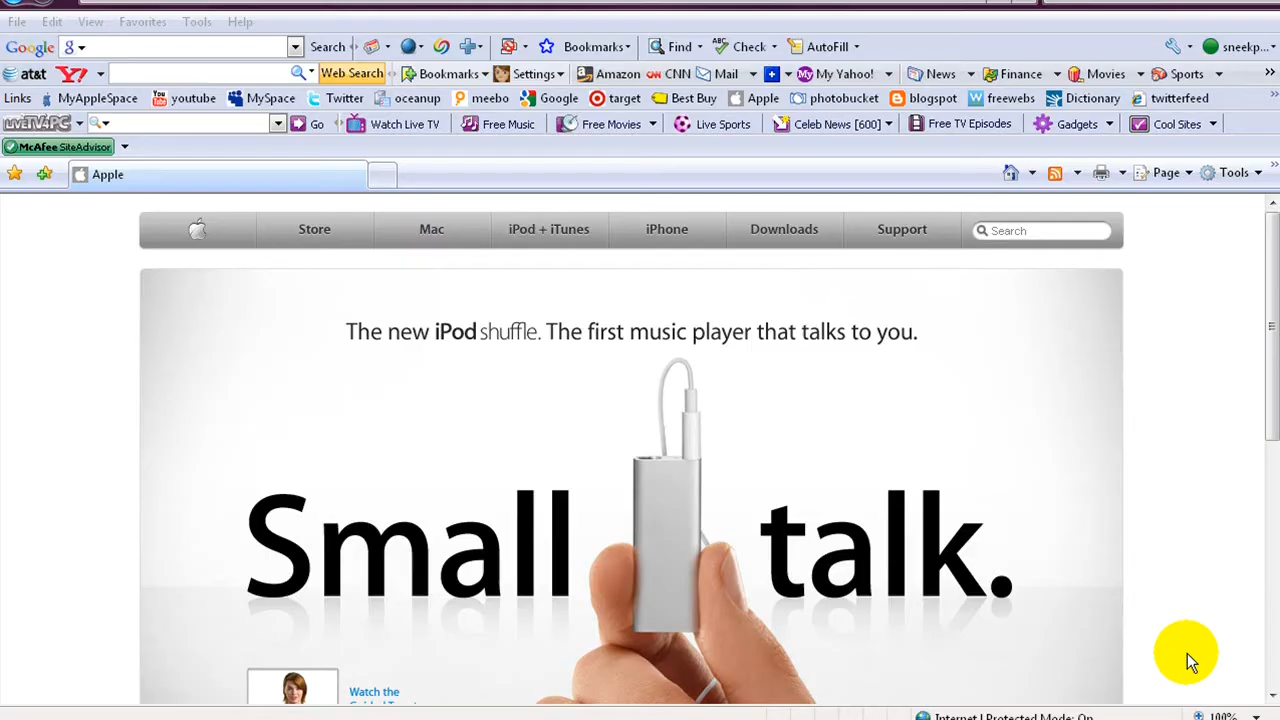 File Edit View Favorites Tools Help
Google g Search Bookmarks Find ABC Check AutoFill sneekp...
at&t Y! Web Search Bookmarks Settings Amazon CNN Mail My Yahoo! News Finance Movies Sports
Links MyAppleSpace youtube MySpace Twitter oceanup meebo Google target Best Buy Apple photobucket blogspot freewebs Dictionary twitterfeed
LIVETV4PC Go Watch Live TV Free Music Free Movies Live Sports Celeb News [600] Free TV Episodes Gadgets Cool Sites
McAfee SiteAdvisor
Apple Page Tools
Store Mac iPod + iTunes iPhone Downloads Support Search
The new iPod shuffle. The first music player that talks to you.
Small talk.
Watch the
Internet | Protected Mode: On 100%